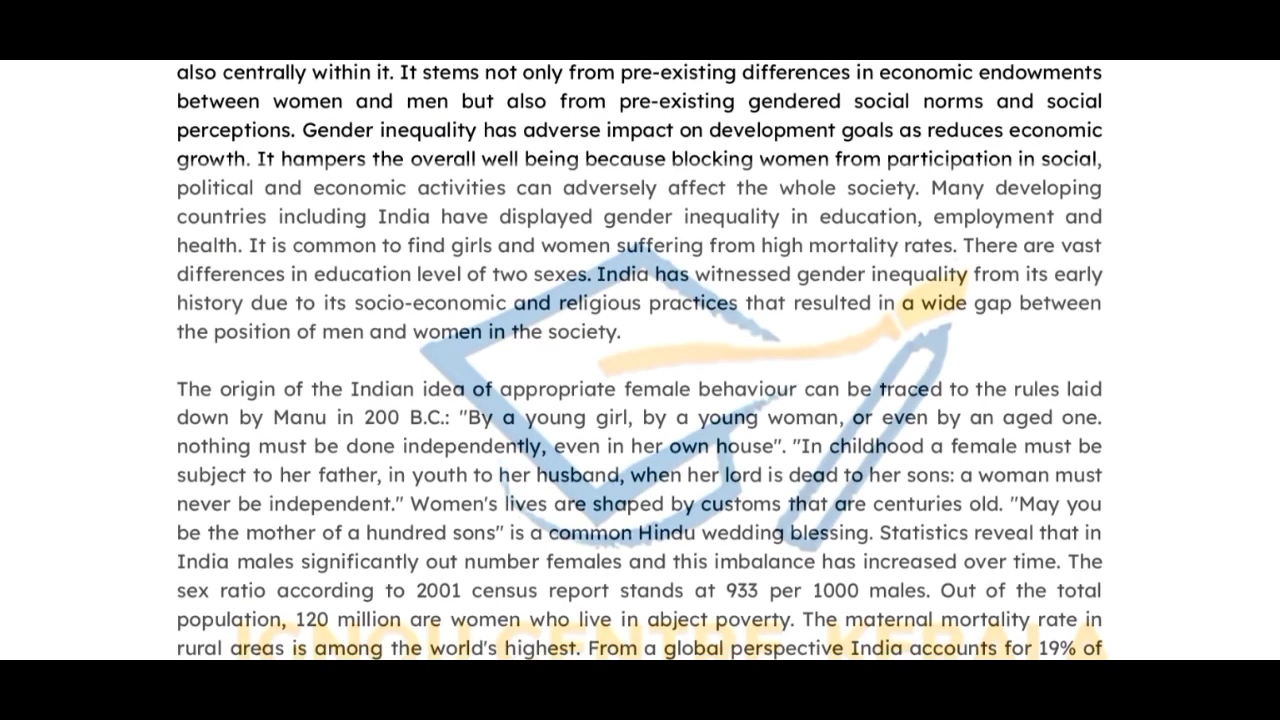 also centrally within it. It stems not only from pre-existing differences in economic endowments
between women and men but also from pre-existing gendered social norms and social
perceptions. Gender inequality has adverse impact on development goals as reduces economic
growth. It hampers the overall well being because blocking women from participation in social,
political and economic activities can adversely affect the whole society. Many developing
countries including India have displayed gender inequality in education, employment and
health. It is common to find girls and women suffering from high mortality rates. There are vast
differences in education level of two sexes. India has witnessed gender inequality from its early
history due to its socio-economic and religious practices that resulted in a wide gap between
the position of men and women in the society.
The origin of the Indian idea of appropriate female behaviour can be traced to the rules laid
down by Manu in 200 B.C.: "By a young girl, by a young woman, or even by an aged one.
nothing must be done independently, even in her own house". "In childhood a female must be
subject to her father, in youth to her husband, when her lord is dead to her sons: a woman must
never be independent." Women's lives are shaped by customs that are centuries old. "May you
be the mother of a hundred sons" is a common Hindu wedding blessing. Statistics reveal that in
India males significantly out number females and this imbalance has increased over time. The
sex ratio according to 2001 census report stands at 933 per 1000 males. Out of the total
population, 120 million are women who live in abject poverty. The maternal mortality rate in
rural areas is among the world's highest. From a global perspective India accounts for 19% of
IGNOU CENTRE KERALA